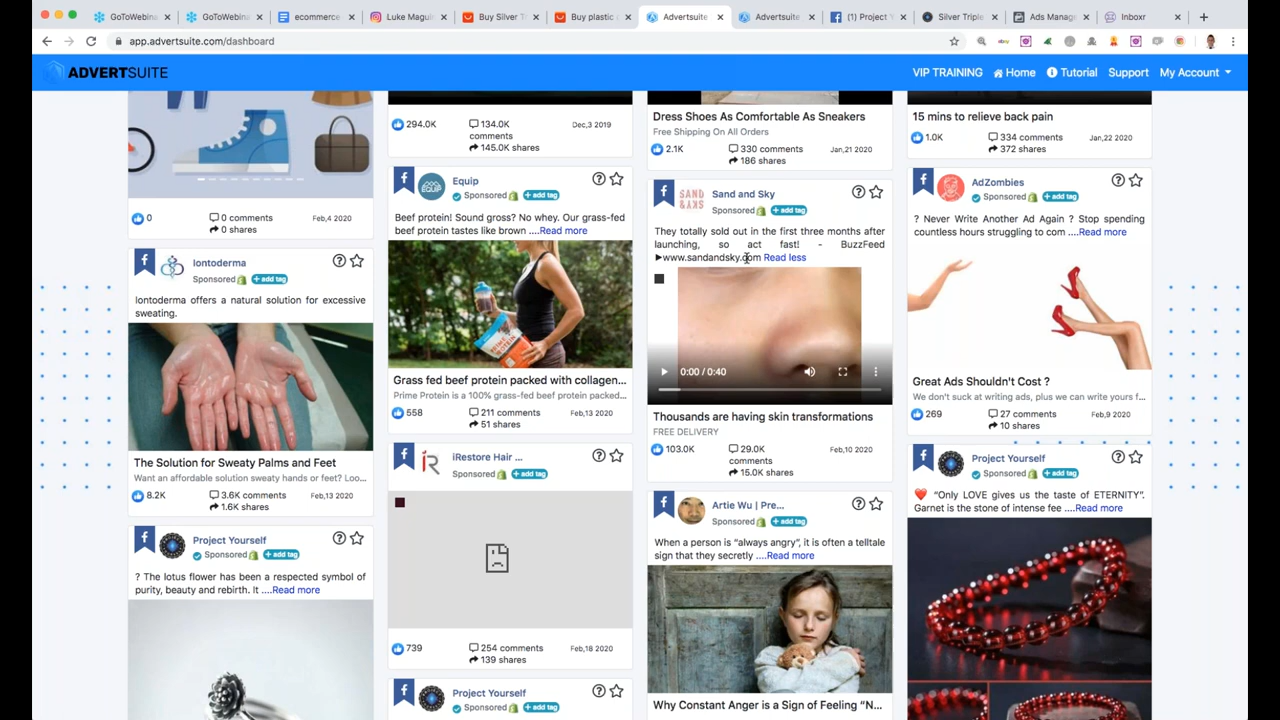 GoToWebina
GoToWebina
ecommerce
Luke Magui
Buy Silver T
Buy plastic
Advertsuite
Advertsuite
(1) Project Y
Silver Triple
Ads Manag
Inboxr
app.advertsuite.com/dashboard
ADVERTSUITE
VIP TRAINING
Home
Tutorial
Support
My Account
0
0 comments
0 shares
Feb,4 2020
Iontoderma
Sponsored
+ add tag
Iontoderma offers a natural solution for excessive
sweating.
The Solution for Sweaty Palms and Feet
Want an affordable solution sweaty hands or feet? Loo...
8.2K
3.6K comments
1.6K shares
Feb,13 2020
Project Yourself
Sponsored
+ add tag
? The lotus flower has been a respected symbol of
purity, beauty and rebirth. It ....Read more
294.0K
134.0K
comments
145.0K shares
Dec,3 2019
EQUIP
Equip
Sponsored
+ add tag
Beef protein! Sound gross? No whey. Our grass-fed
beef protein tastes like brown ....Read more
Grass fed beef protein packed with collagen...
Prime Protein is a 100% grass-fed beef protein packed...
558
211 comments
51 shares
Feb,13 2020
iRestore Hair ...
Sponsored
+ add tag
739
254 comments
139 shares
Feb,18 2020
Project Yourself
Sponsored
+ add tag
Dress Shoes As Comfortable As Sneakers
Free Shipping On All Orders
2.1K
330 comments
186 shares
Jan,21 2020
SAND
&SKY
Sand and Sky
Sponsored
+ add tag
They totally sold out in the first three months after
launching, so act fast! - BuzzFeed
▶www.sandandsky.com Read less
0:00 / 0:40
Thousands are having skin transformations
FREE DELIVERY
103.0K
29.0K
comments
15.0K shares
Feb,10 2020
Artie Wu | Pre...
Sponsored
+ add tag
When a person is "always angry", it is often a telltale
sign that they secretly ....Read more
Why Constant Anger is a Sign of Feeling "N...
15 mins to relieve back pain
1.0K
334 comments
372 shares
Jan,22 2020
AdZombies
Sponsored
+ add tag
? Never Write Another Ad Again ? Stop spending
countless hours struggling to com ....Read more
Great Ads Shouldn't Cost ?
We don't suck at writing ads, plus we can write yours f...
269
27 comments
10 shares
Feb,9 2020
Project Yourself
Sponsored
+ add tag
❤️ "Only LOVE gives us the taste of ETERNITY".
Garnet is the stone of intense fee ....Read more